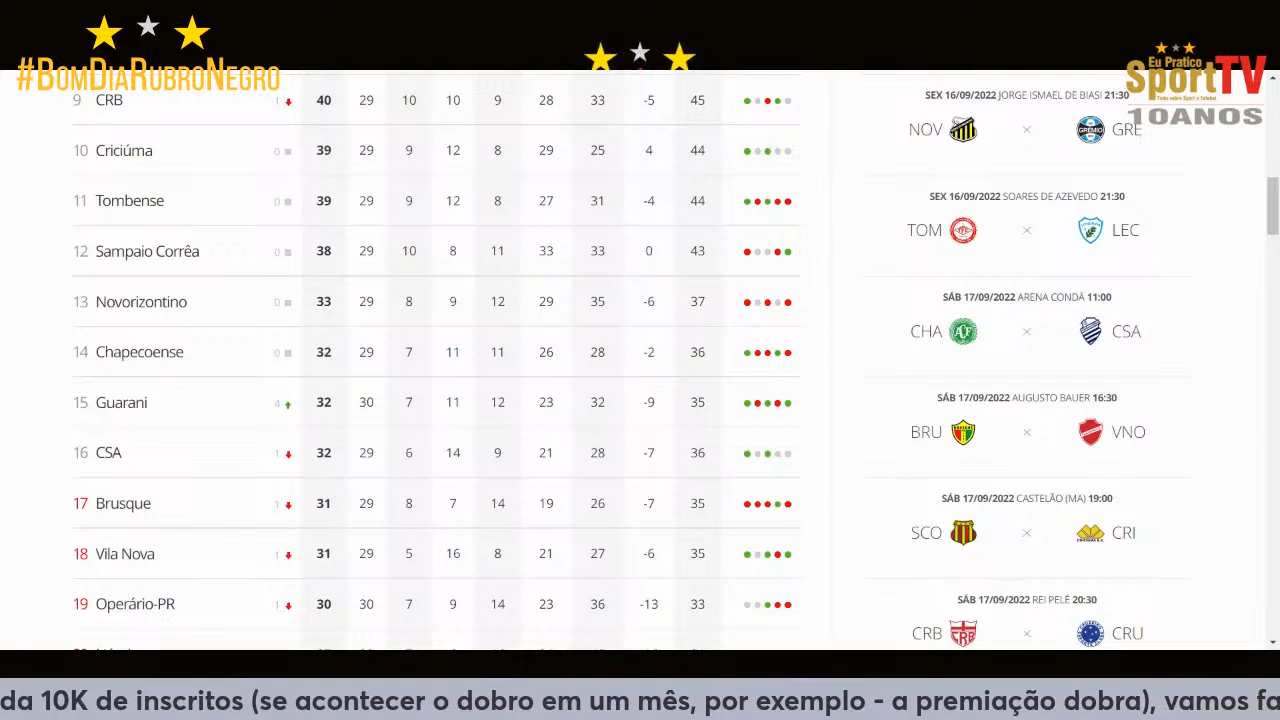 #BomDiaRubroNegro
Eu Pratico
SportTV
Tudo sobre Sport e futebol
10ANOS
9 CRB 1 40 29 10 10 9 28 33 -5 45
10 Criciúma 0 39 29 9 12 8 29 25 4 44
11 Tombense 0 39 29 9 12 8 27 31 -4 44
12 Sampaio Corrêa 0 38 29 10 8 11 33 33 0 43
13 Novorizontino 0 33 29 8 9 12 29 35 -6 37
14 Chapecoense 0 32 29 7 11 11 26 28 -2 36
15 Guarani 4 32 30 7 11 12 23 32 -9 35
16 CSA 1 32 29 6 14 9 21 28 -7 36
17 Brusque 1 31 29 8 7 14 19 26 -7 35
18 Vila Nova 1 31 29 5 16 8 21 27 -6 35
19 Operário-PR 1 30 30 7 9 14 23 36 -13 33
SEX 16/09/2022 JORGE ISMAEL DE BIASI 21:30
NOV × GRE
SEX 16/09/2022 SOARES DE AZEVEDO 21:30
TOM × LEC
SÁB 17/09/2022 ARENA CONDÁ 11:00
CHA × CSA
SÁB 17/09/2022 AUGUSTO BAUER 16:30
BRU × VNO
SÁB 17/09/2022 CASTELÃO (MA) 19:00
SCO × CRI
SÁB 17/09/2022 REI PELÉ 20:30
CRB × CRU
da 10K de inscritos (se acontecer o dobro em um mês, por exemplo - a premiação dobra), vamos fa